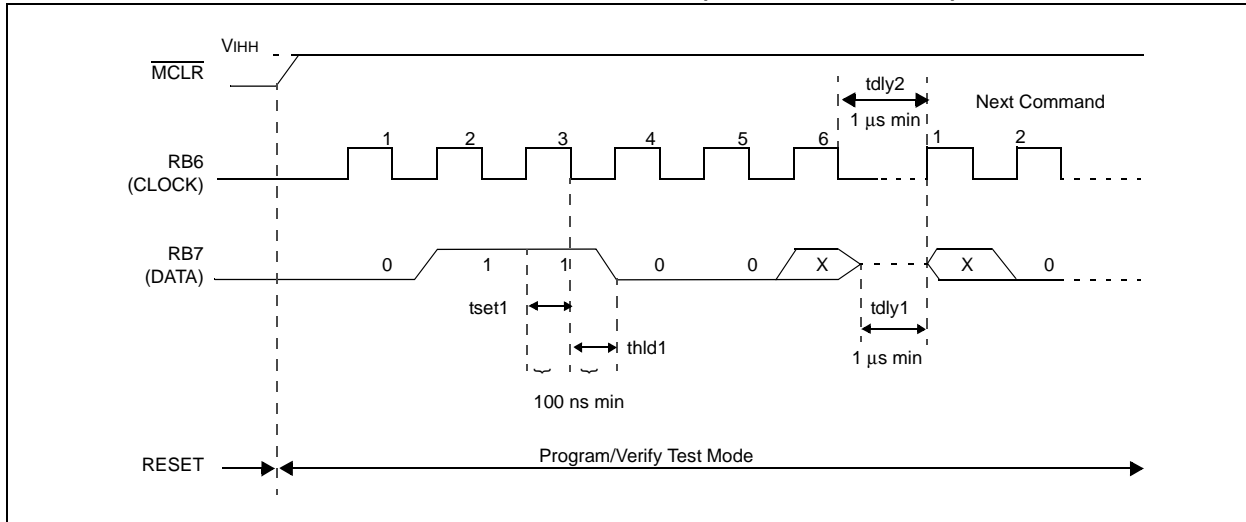 VIHH
MCLR
tdly2
Next Command
1 µs min
1 2 3 4 5 6 1 2
RB6
(CLOCK)
RB7
(DATA)
0 1 1 0 0 X X 0
tset1
tdly1
thld1
1 µs min
100 ns min
RESET
Program/Verify Test Mode